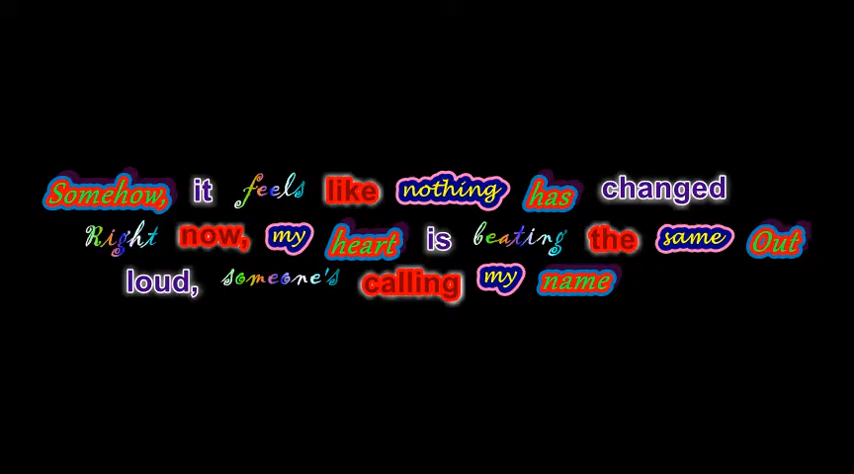 Somehow, it feels like nothing has changed
Right now, my heart is beating the same Out
loud, someone's calling my name